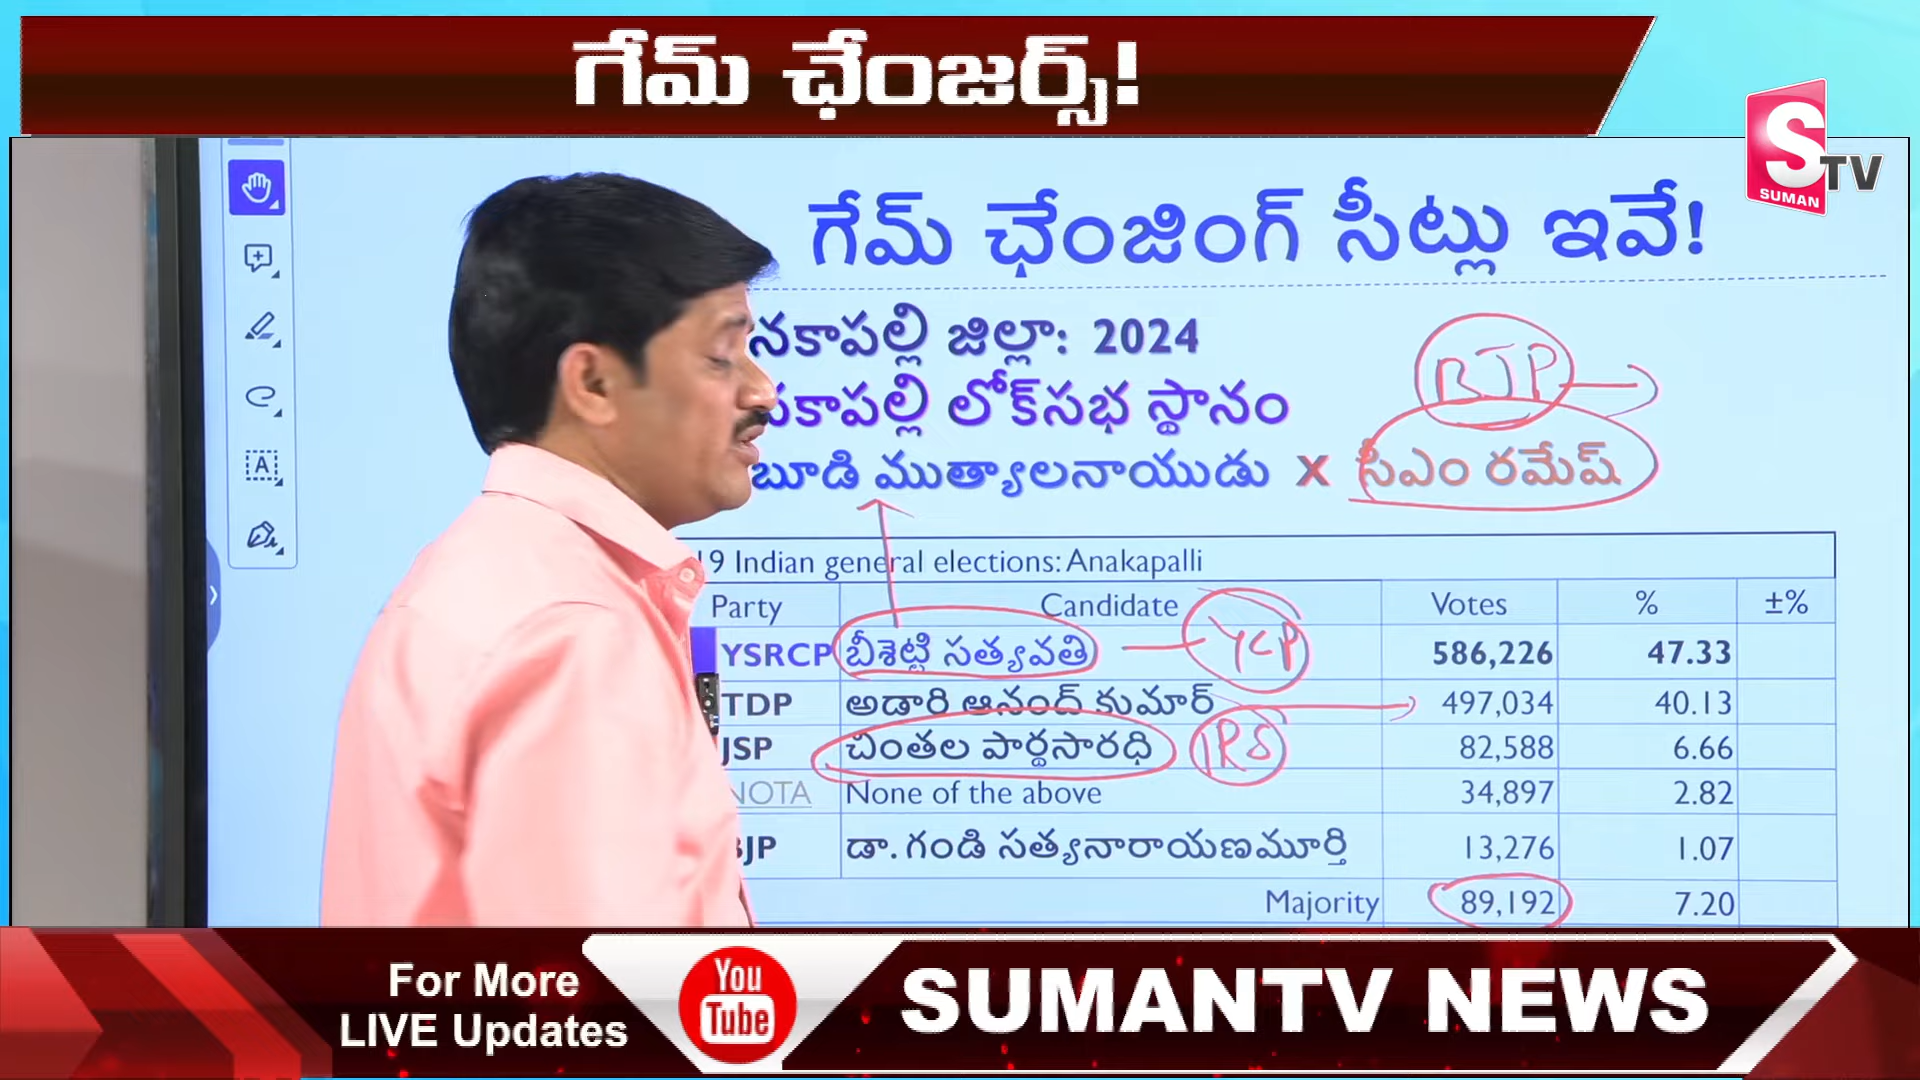 గేమ్ ఛేంజర్స్!
S TV
SUMAN
గేమ్ ఛేంజింగ్ సీట్లు ఇవే!
నకాపల్లి జిల్లా: 2024
BJP
కాపల్లి లోక్‌సభ స్థానం
బూడి ముత్యాలనాయుడు X సీఎం రమేష్
19 Indian general elections: Anakapalli
Party Candidate Votes % ±%
YSRCP బీశెట్టి సత్యవతి YCP 586,226 47.33
TDP అడారి ఆనంద్ కుమార్ 497,034 40.13
JSP చింతల పార్థసారధి IRS 82,588 6.66
NOTA None of the above 34,897 2.82
BJP డా. గండి సత్యనారాయణమూర్తి 13,276 1.07
Majority 89,192 7.20
For More
LIVE Updates
You
Tube
SUMANTV NEWS